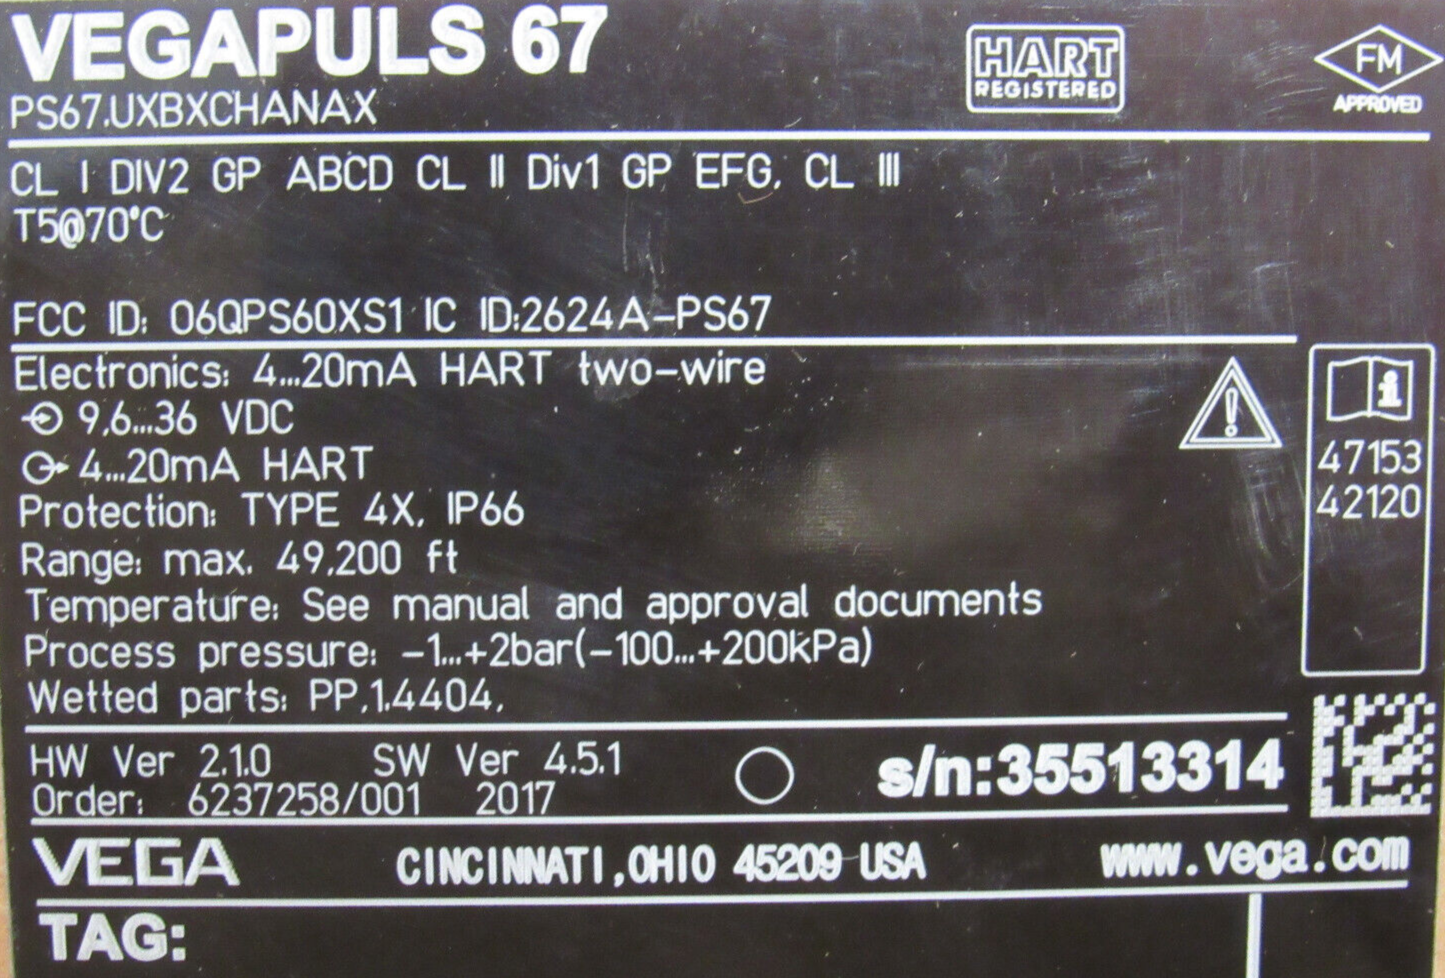 VEGAPULS 67
PS67.UXBXCHANAX
HART
REGISTERED
FM
APPROVED
CL I DIV2 GP ABCD CL II Div1 GP EFG, CL III
T5@70°C
FCC ID: O6QPS60XS1 IC ID:2624A-PS67
Electronics: 4...20mA HART two-wire
9,6...36 VDC
4...20mA HART
Protection: TYPE 4X, IP66
Range: max. 49,200 ft
Temperature: See manual and approval documents
Process pressure: -1...+2bar(-100...+200kPa)
Wetted parts: PP,1.4404,
47153
42120
HW Ver 2.1.0 SW Ver 4.5.1
Order: 6237258/001 2017
s/n:35513314
VEGA CINCINNATI,OHIO 45209 USA www.vega.com
TAG: